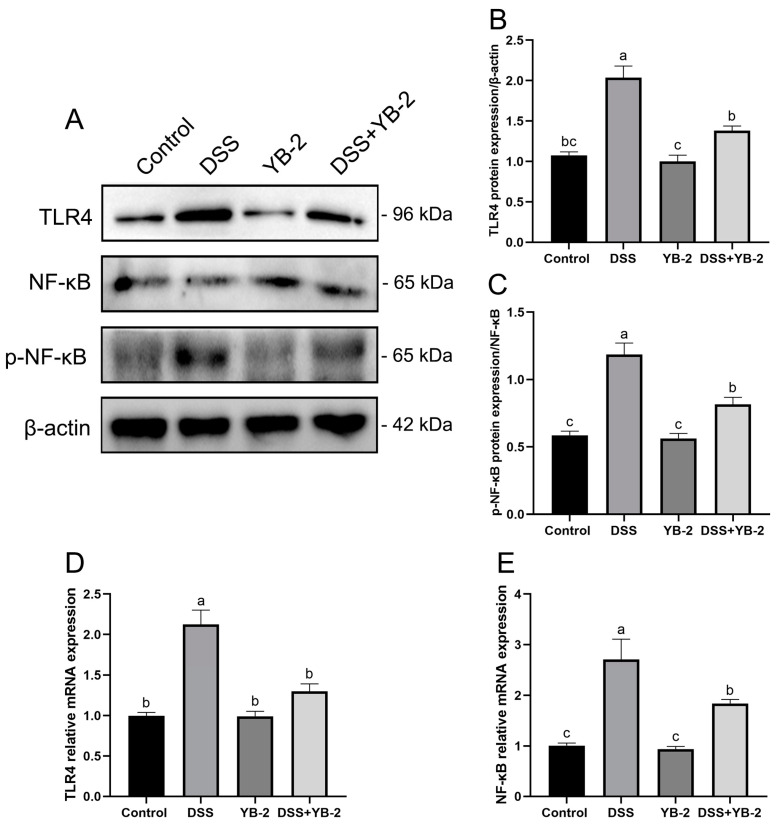 A
Control DSS YB-2 DSS+YB-2
TLR4 - 96 kDa
NF-κB - 65 kDa
p-NF-κB - 65 kDa
β-actin - 42 kDa
B
TLR4 protein expression/β-actin
2.5
2.0
1.5
1.0
0.5
0.0
bc a c b
Control DSS YB-2 DSS+YB-2
C
p-NF-κB protein expression/NF-κB
1.5
1.0
0.5
0.0
c a c b
Control DSS YB-2 DSS+YB-2
D
TLR4 relative mRNA expression
2.5
2.0
1.5
1.0
0.5
0.0
b a b b
Control DSS YB-2 DSS+YB-2
E
NF-κB relative mRNA expression
4
3
2
1
0
c a c b
Control DSS YB-2 DSS+YB-2